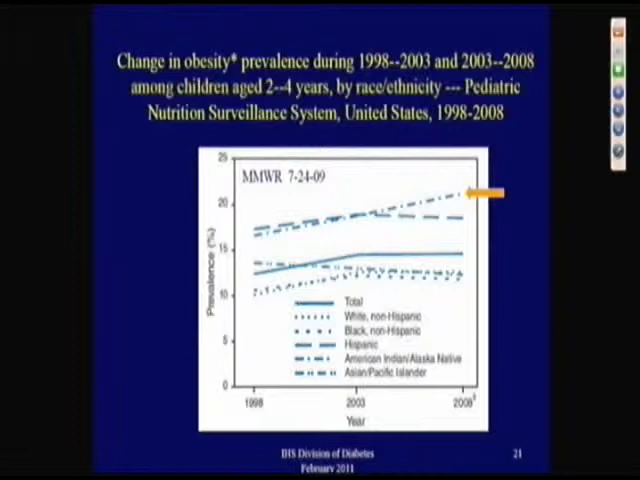 Change in obesity* prevalence during 1998--2003 and 2003--2008
among children aged 2--4 years, by race/ethnicity --- Pediatric
Nutrition Surveillance System, United States, 1998-2008
MMWR 7-24-09
25
20
15
10
5
0
Prevalence (%)
Total
White, non-Hispanic
Black, non-Hispanic
Hispanic
American Indian/Alaska Native
Asian/Pacific Islander
1998
2003
2008
Year
IHS Division of Diabetes
February 2011
21